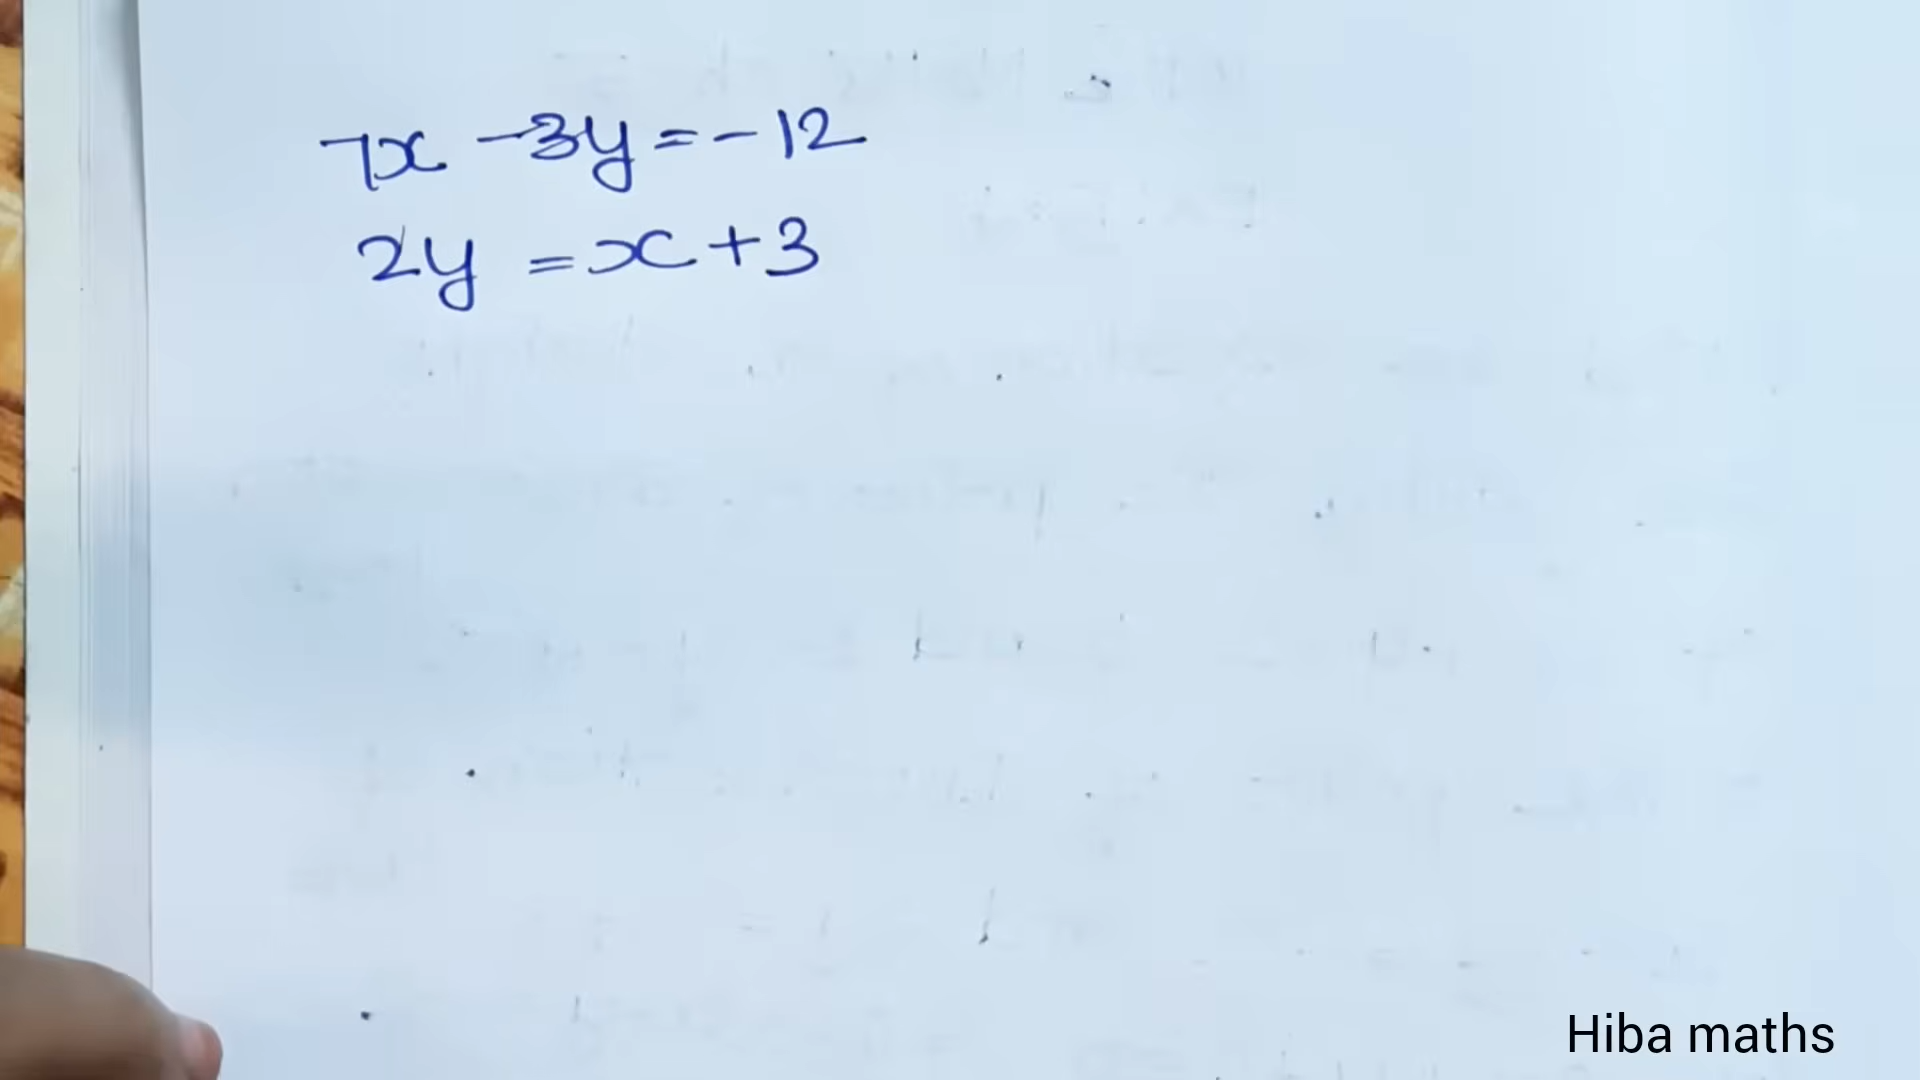 7x - 3y = - 12
2y = x + 3
Hiba maths